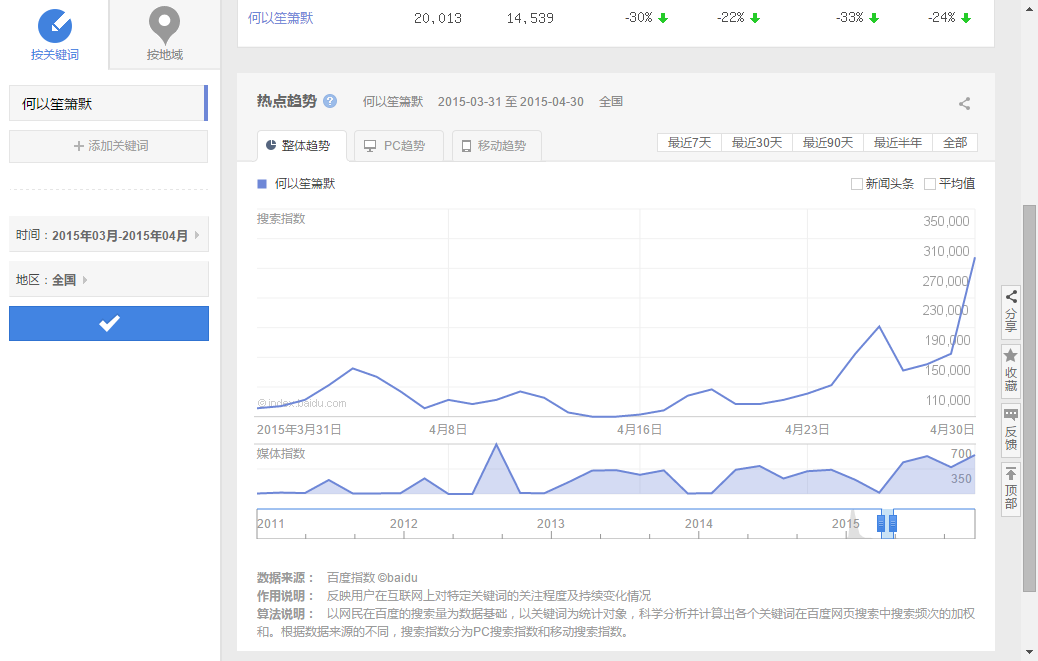 按关键词
按地域
何以笙箫默
+ 添加关键词
时间：2015年03月-2015年04月
地区：全国
何以笙箫默 20,013 14,539 -30% -22% -33% -24%
热点趋势 ? 何以笙箫默 2015-03-31 至 2015-04-30 全国
整体趋势 PC趋势 移动趋势 最近7天 最近30天 最近90天 最近半年 全部
何以笙箫默 新闻头条 平均值
搜索指数
350,000
310,000
270,000
230,000
190,000
150,000
110,000
©index.baidu.com
2015年3月31日 4月8日 4月16日 4月23日 4月30日
媒体指数
700
350
2011 2012 2013 2014 2015
数据来源： 百度指数 ©baidu
作用说明： 反映用户在互联网上对特定关键词的关注程度及持续变化情况
算法说明： 以网民在百度的搜索量为数据基础，以关键词为统计对象，科学分析并计算出各个关键词在百度网页搜索中搜索频次的加权
和。根据数据来源的不同，搜索指数分为PC搜索指数和移动搜索指数。
分享
收藏
反馈
顶部